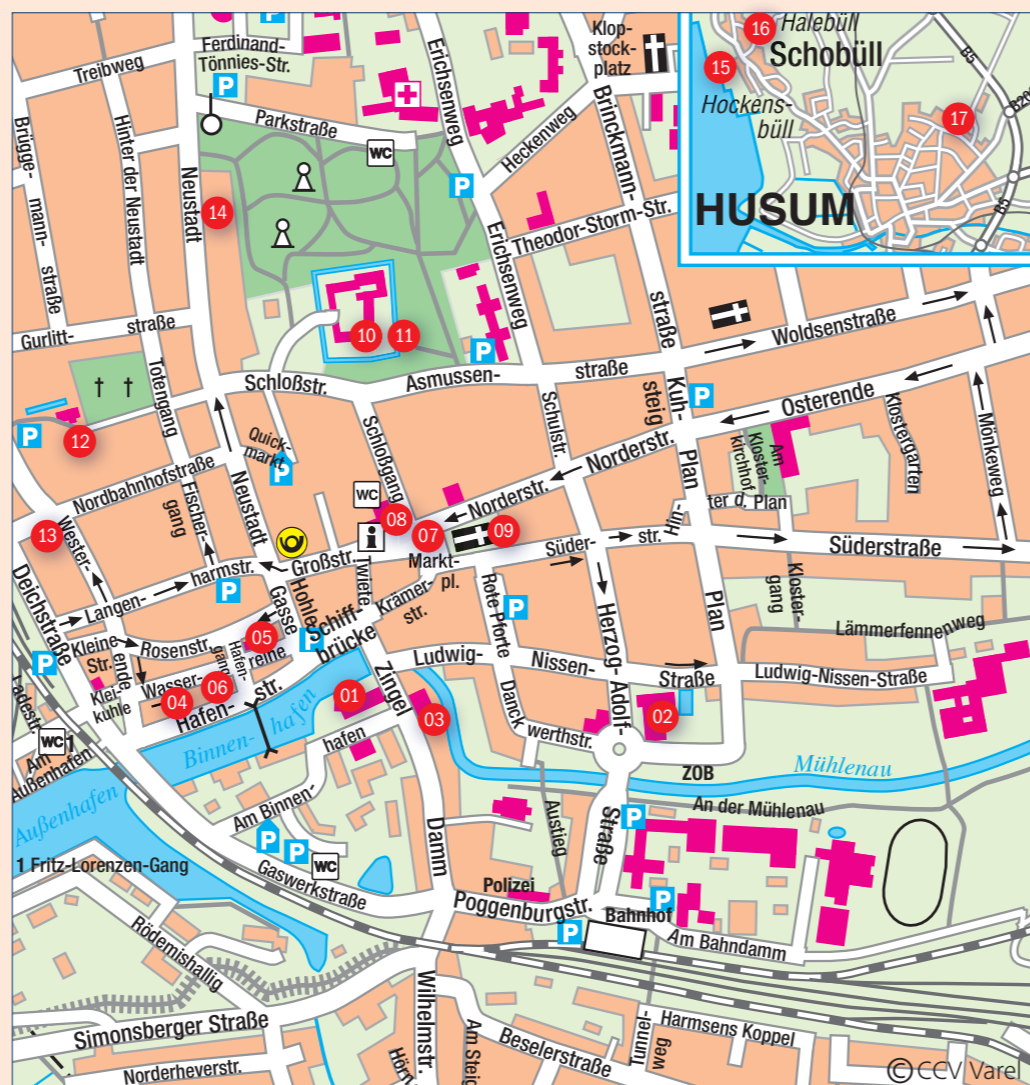 Ferdinand-
Tönnies-Str.
Treibweg
P
P
Parkstraße
WC
Erichsenweg
Klop-
stock-
platz
Heckenweg
Brinckmann-
straße
Brügge-
mann-
straße
Hinter der Neustadt
Neustadt
14
P
Theodor-Storm-Str.
Erichsenweg
16
Halebüll
Schobüll
15
Hockens-
büll
17
B5
B5
HUSUM
Gurlitt-
straße
10
11
P
Woldsenstraße
Totengang
Schloßstr.
Asmussen-
straße
Kuh-
steig
P
Osterende
12
P
Quick-
markt
P
Schloßgang
Schulstr.
Norderstr.
Am
Kloster-
kirchhof
Klostergarten
Mönkeweg
Nordbahnhofstraße
Fischer-
gang
Neustadt
WC
08
07
Norderstr.
09
Plan
Hin-
ter d. Plan
13
Wester-
ende
Deichstraße
Langen-
harmstr.
Großstr.
i
Twiete
Markt-
pl.
Süder-
str.
Süderstraße
P
Hohle
Gasse
Krämer-
str.
Rote Pforte
P
Herzog-
Adolf-
Straße
Plan
Kloster-
gang
Kleine
Str.
Rosenstr.
05
P
Schiff-
brücke
Hafen-
gang
reihe
Lämmerfennenweg
P
Ladestr.
Klei-
kuhle
Wasser-
str.
04
06
Hafen-
01
Zingel
03
Ludwig-
Nissen-
Straße
Ludwig-Nissen-Straße
02
WC
1
Am
Außenhafen
Binnen-
hafen
hafen
Danck
werthstr.
ZOB
Mühlenau
Außenhafen
Am Binnen-
P
P
WC
Damm
Austieg
P
An der Mühlenau
1 Fritz-Lorenzen-Gang
Gaswerkstraße
Polizei
Poggenburgstr.
P
Bahnhof
P
Am Bahndamm
Rödemishallig
Simonsberger Straße
Wilhelmstr.
Am Steig
Beselerstraße
Tunnel-
weg
Harmsens Koppel
Norderheverstr.
©CCV Varel